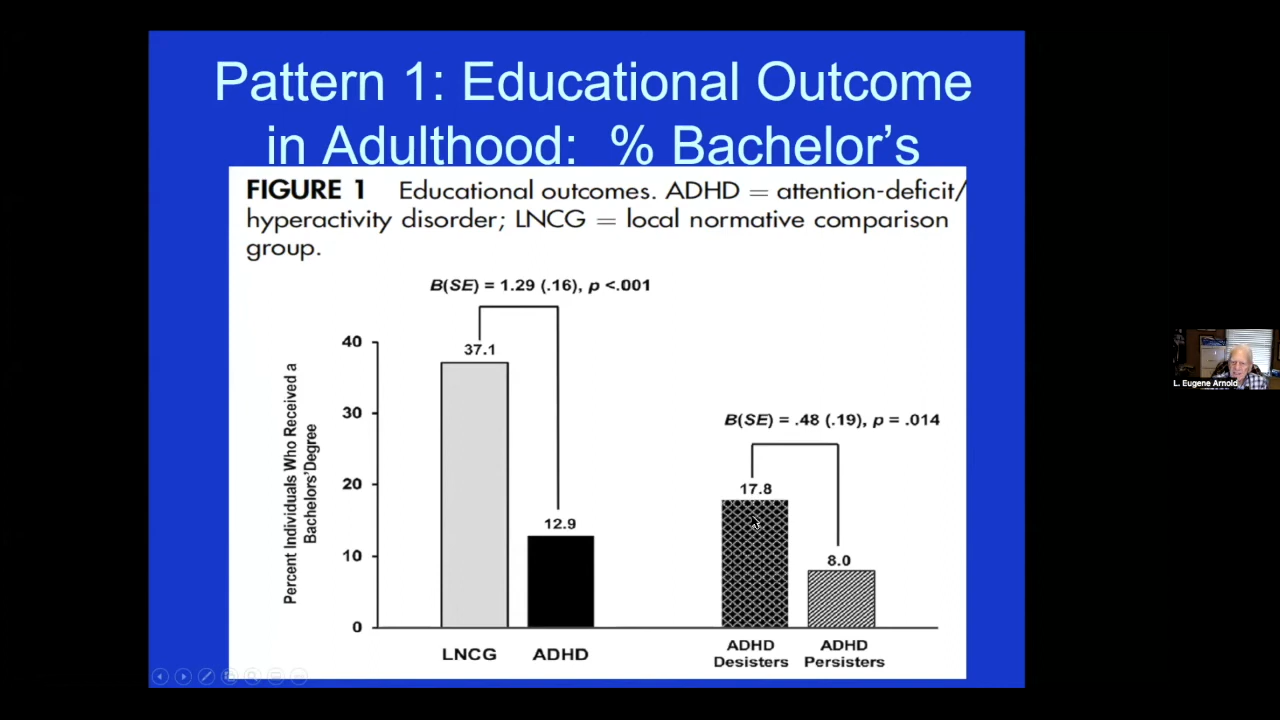 Pattern 1: Educational Outcome
in Adulthood: % Bachelor's
FIGURE 1 Educational outcomes. ADHD = attention-deficit/
hyperactivity disorder; LNCG = local normative comparison
group.
B(SE) = 1.29 (.16), p <.001
40
37.1
30
B(SE) = .48 (.19), p = .014
Percent Individuals Who Received a
Bachelors'Degree
20
17.8
12.9
10
8.0
0
LNCG
ADHD
ADHD
Desisters
ADHD
Persisters
L. Eugene Arnold